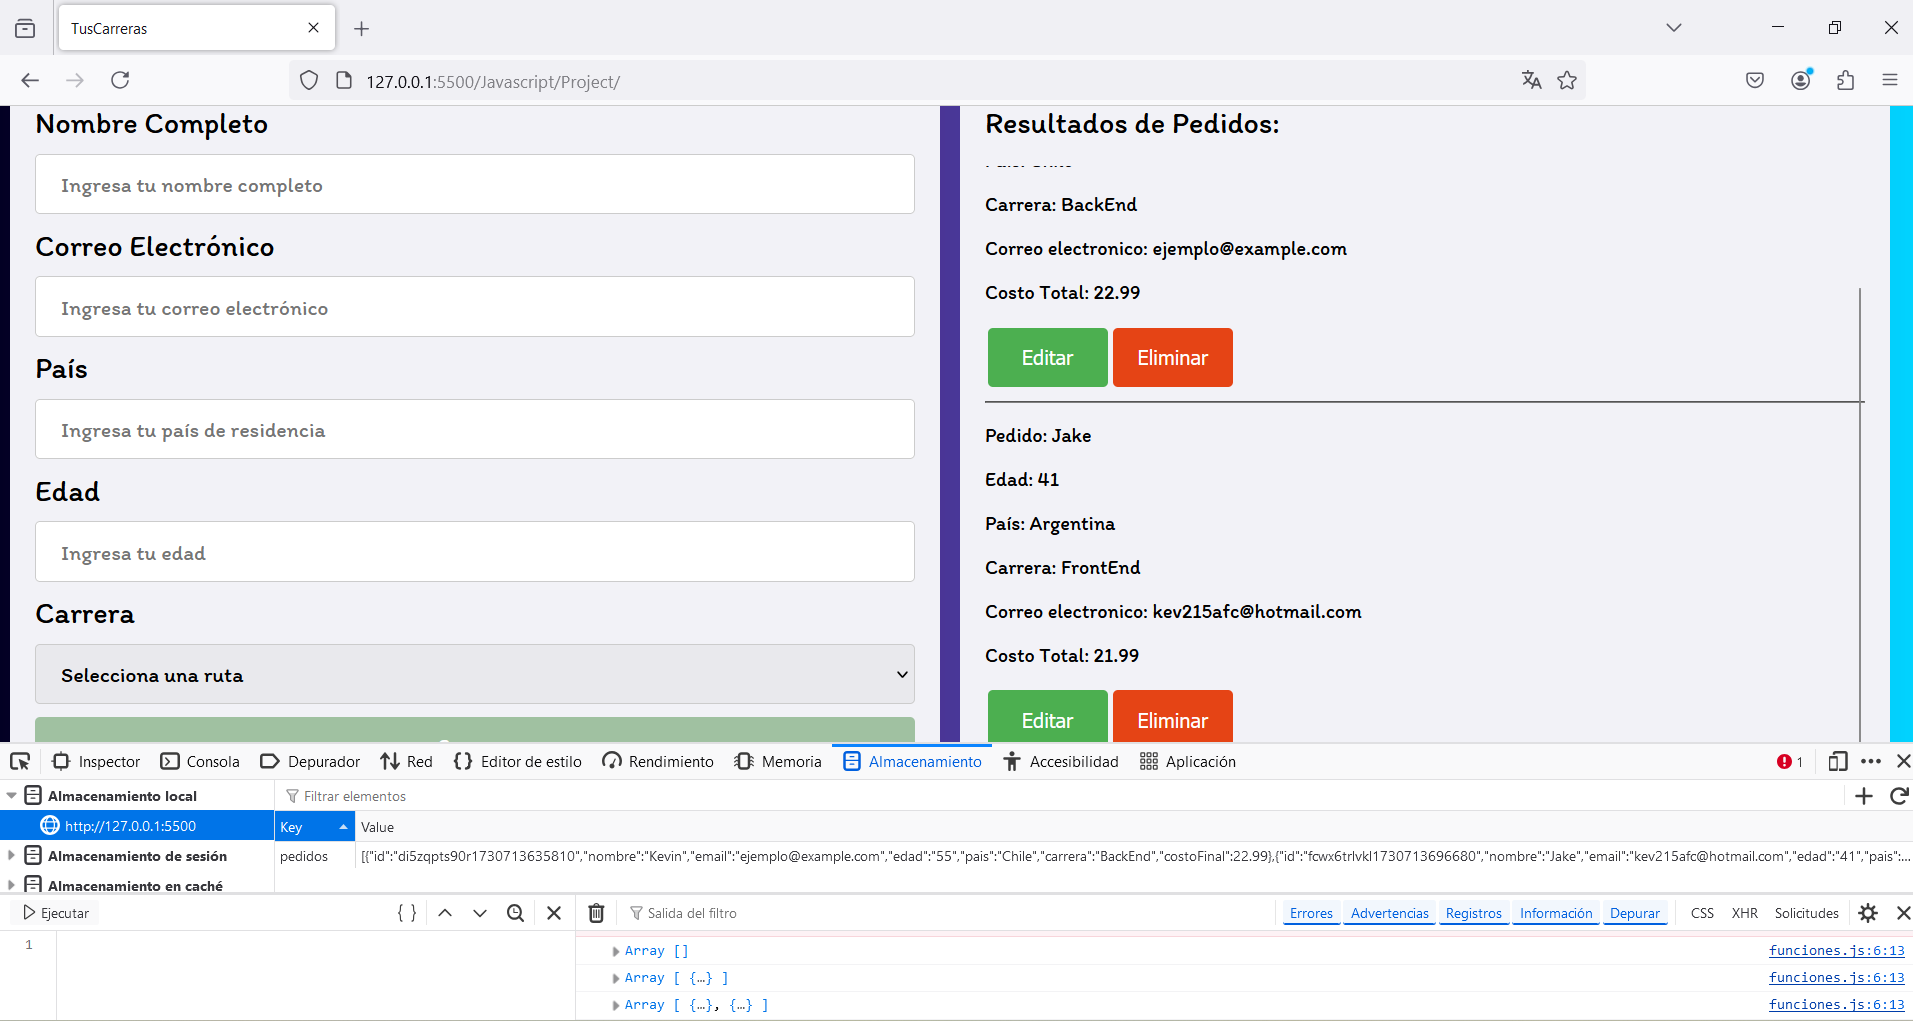 TusCarreras
127.0.0.1:5500/Javascript/Project/
Nombre Completo
Ingresa tu nombre completo
Correo Electrónico
Ingresa tu correo electrónico
País
Ingresa tu país de residencia
Edad
Ingresa tu edad
Carrera
Selecciona una ruta
Resultados de Pedidos:
Carrera: BackEnd
Correo electronico: ejemplo@example.com
Costo Total: 22.99
Editar Eliminar
Pedido: Jake
Edad: 41
País: Argentina
Carrera: FrontEnd
Correo electronico: kev215afc@hotmail.com
Costo Total: 21.99
Editar Eliminar
Inspector Consola Depurador Red Editor de estilo Rendimiento Memoria Almacenamiento Accesibilidad Aplicación 1
Almacenamiento local
http://127.0.0.1:5500
Almacenamiento de sesión
Almacenamiento en caché
Filtrar elementos
Key Value
pedidos [{"id":"di5zqpts90r1730713635810","nombre":"Kevin","email":"ejemplo@example.com","edad":"55","pais":"Chile","carrera":"BackEnd","costoFinal":22.99},{"id":"fcwx6trlvkl1730713696680","nombre":"Jake","email":"kev215afc@hotmail.com","edad":"41","pais":...
Ejecutar
1
Salida del filtro
Errores Advertencias Registros Información Depurar CSS XHR Solicitudes
Array [] funciones.js:6:13
Array [ {…} ] funciones.js:6:13
Array [ {…}, {…} ] funciones.js:6:13